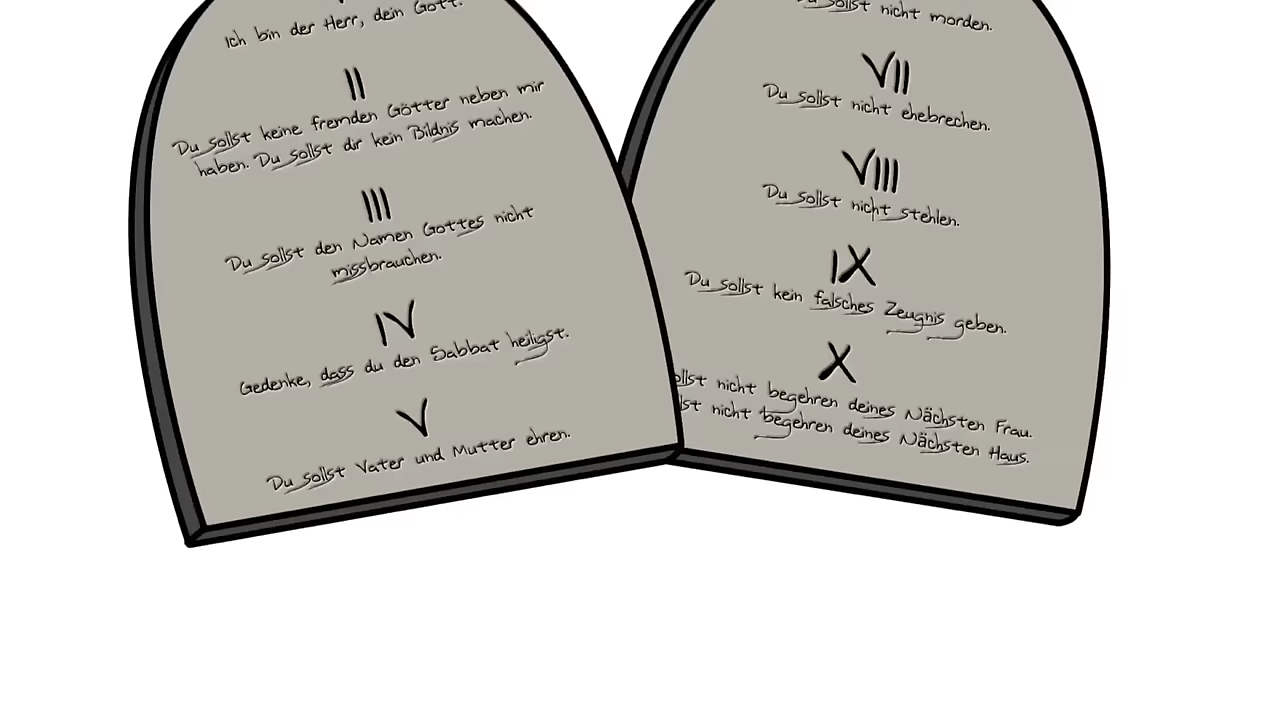 Ich bin der Herr, dein Gott.
II
Du sollst keine fremden Götter neben mir
haben. Du sollst dir kein Bildnis machen.
III
Du sollst den Namen Gottes nicht
missbrauchen.
IV
Gedenke, dass du den Sabbat heiligst.
V
Du sollst Vater und Mutter ehren.
Du sollst nicht morden.
VII
Du sollst nicht ehebrechen.
VIII
Du sollst nicht stehlen.
IX
Du sollst kein falsches Zeugnis geben.
X
nicht begehren deines Nächsten Frau.
nicht begehren deines Nächsten Haus.